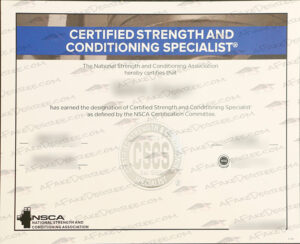 CERTIFIED STRENGTH AND
CONDITIONING SPECIALIST®
The National Strength and Conditioning Association
hereby certifies that
has earned the designation of Certified Strength and Conditioning Specialist®
as defined by the NSCA Certification Committee.
CSCS
NSCA
NATIONAL STRENGTH AND
CONDITIONING ASSOCIATION
AFakeDegree.com